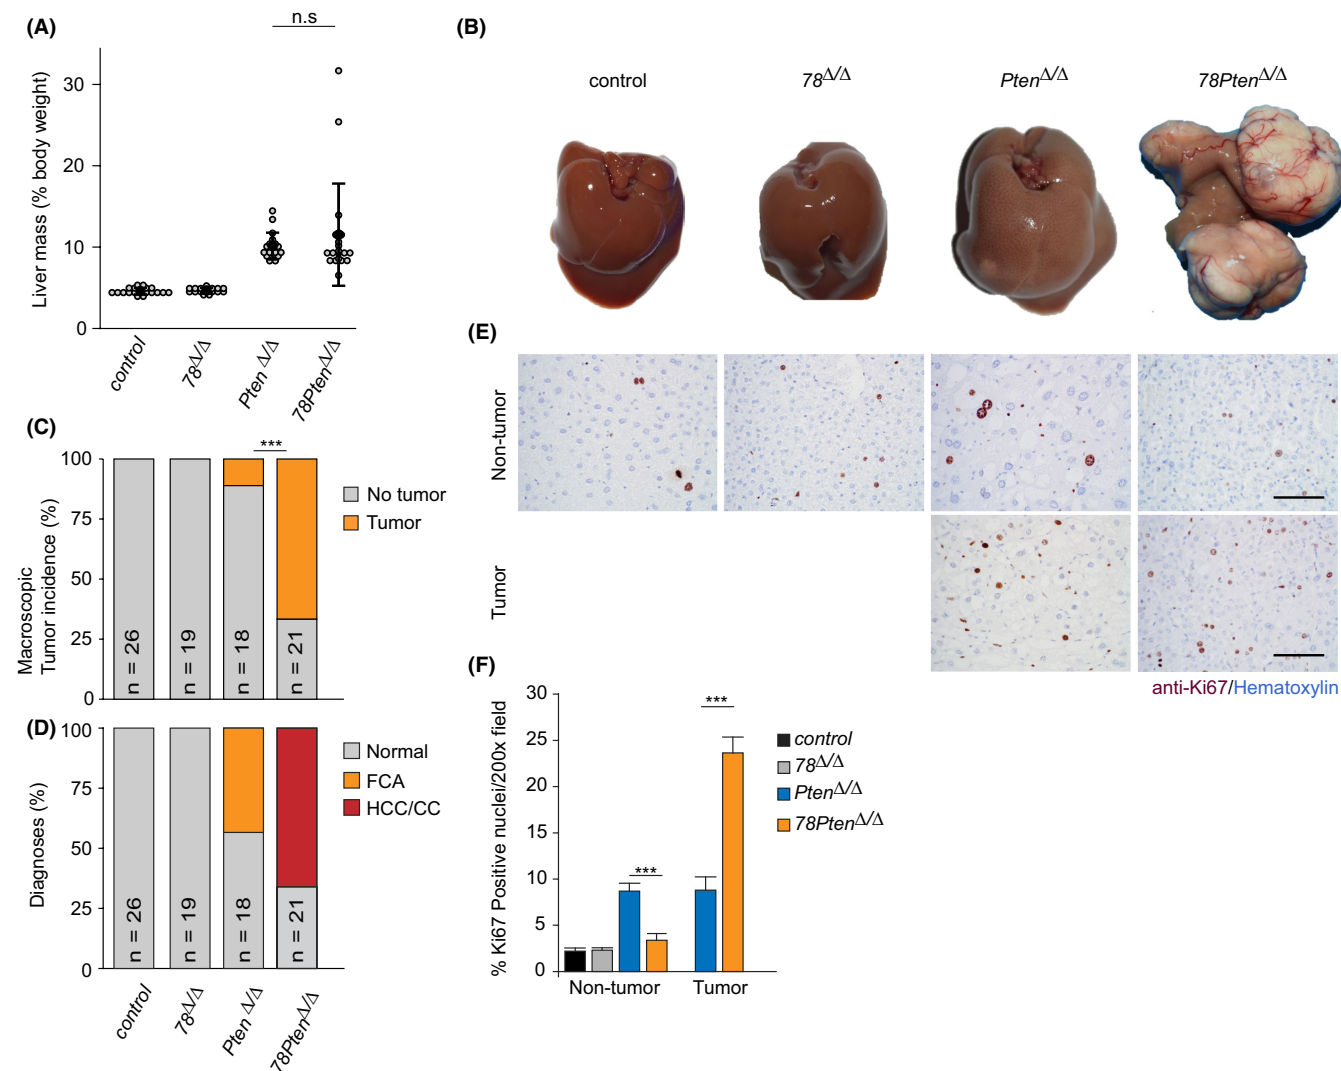 (A)
n.s
Liver mass (% body weight)
30
20
10
0
control
78Δ/Δ
Pten Δ/Δ
78PtenΔ/Δ
(B)
control
78Δ/Δ
PtenΔ/Δ
78PtenΔ/Δ
(C)
***
Macroscopic
Tumor incidence (%)
100
75
50
25
0
n = 26
n = 19
n = 18
n = 21
No tumor
Tumor
(D)
Diagnoses (%)
100
75
50
25
0
n = 26
n = 19
n = 18
n = 21
Normal
FCA
HCC/CC
control
78Δ/Δ
Pten Δ/Δ
78PtenΔ/Δ
(E)
Non-tumor
Tumor
anti-Ki67/Hematoxylin
(F)
% Ki67 Positive nuclei/200x field
30
25
20
15
10
5
0
***
***
Non-tumor
Tumor
control
78Δ/Δ
PtenΔ/Δ
78PtenΔ/Δ